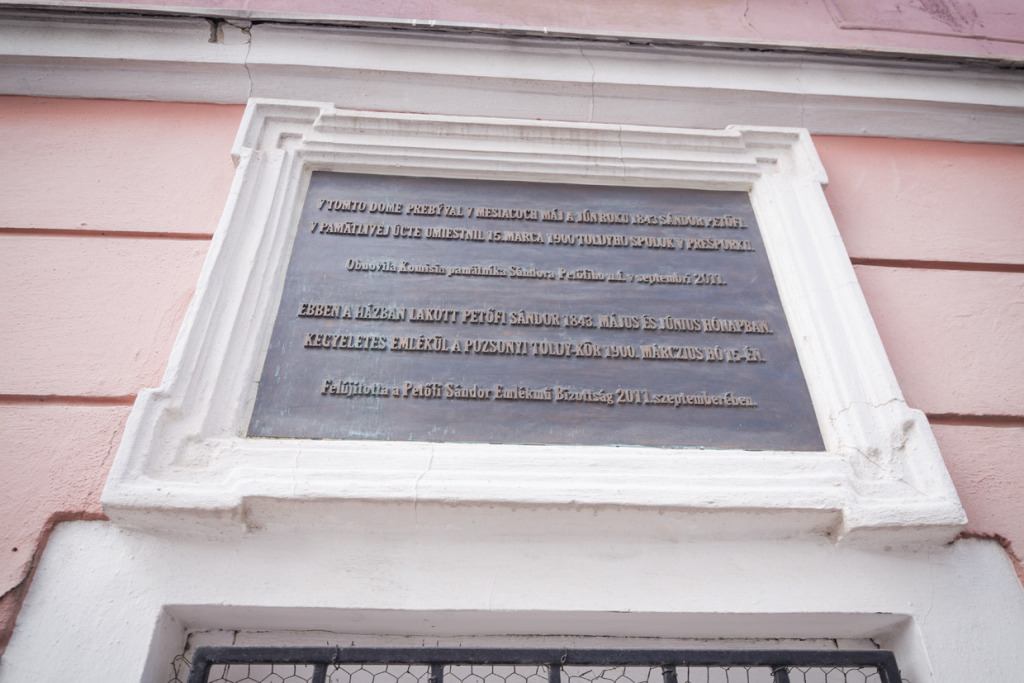 V TOMTO DOME PREBÝVAL V MESIACOCH MÁJ A JÚN ROKU 1843 SÁNDOR PETŐFI.
V PAMÄTLIVEJ ÚCTE UMIESTNIL 15. MARCA 1900 TOLDYHO SPOLOK V PREŠPORKU.
Obnovila Komisia pamätníka Sándora Petőfiho n.f. v septembri 2011.
EBBEN A HÁZBAN LAKOTT PETŐFI SÁNDOR 1843. MÁJUS ÉS JÚNIUS HÓNAPBAN.
KEGYELETES EMLÉKÜL A POZSONYI TOLDY-KÖR 1900. MÁRCZIUS HÓ 15-ÉN.
Felújította a Petőfi Sándor Emlékmű Bizottság 2011.szeptemberében.